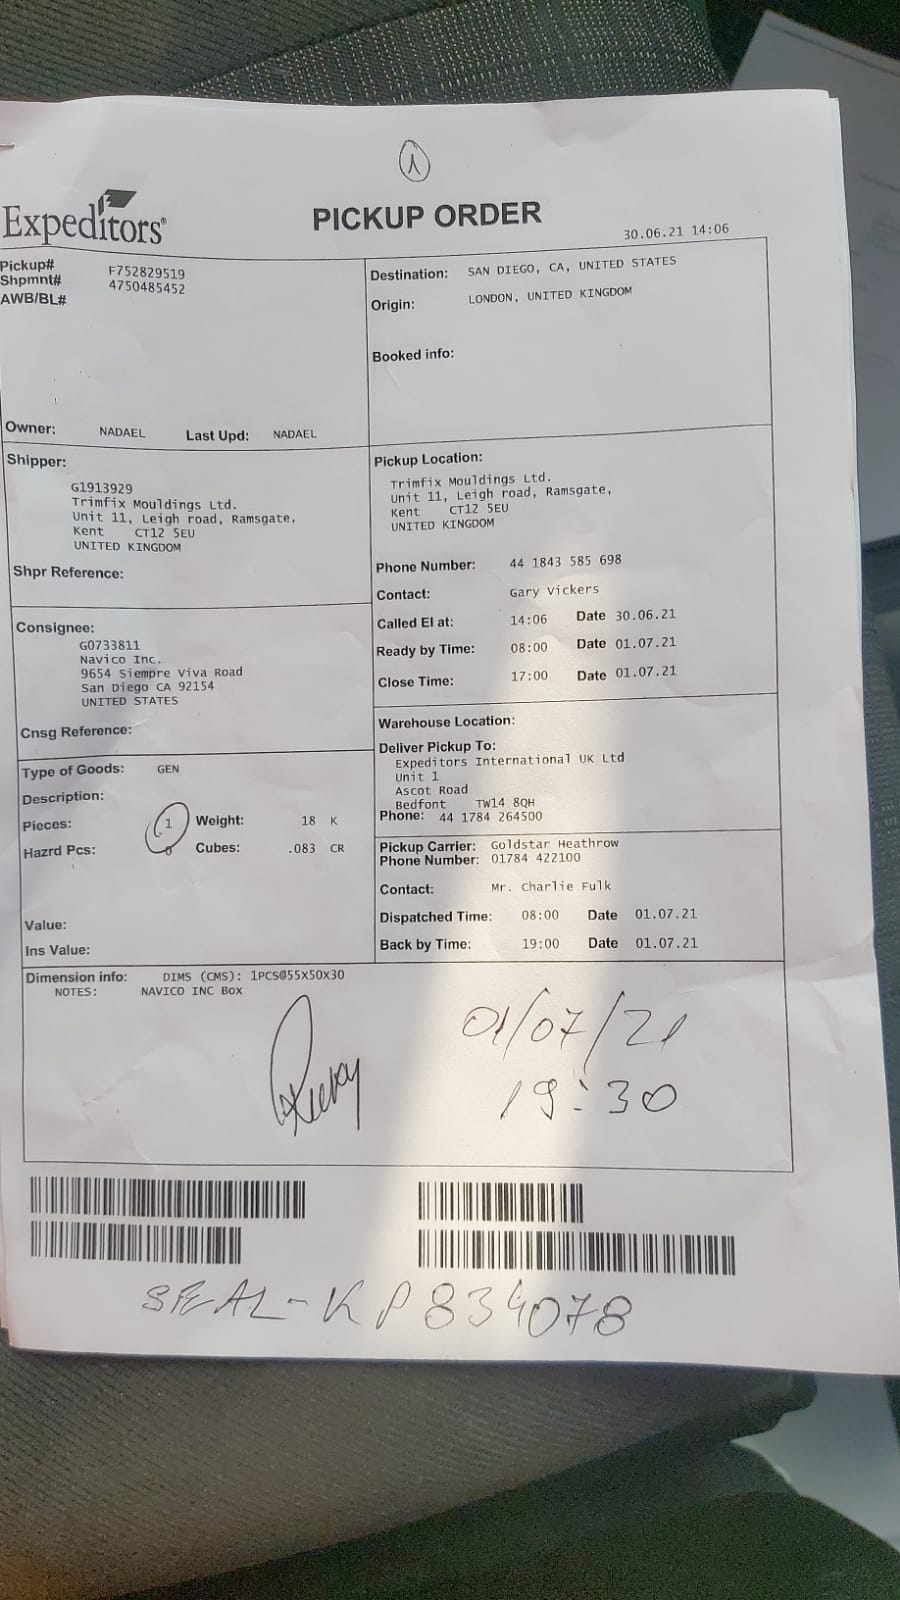 1
Expeditors®
PICKUP ORDER
30.06.21 14:06
Pickup# F752829519
Shpmnt# 4750485452
AWB/BL#
Owner: NADAEL Last Upd: NADAEL
Destination: SAN DIEGO, CA, UNITED STATES
Origin: LONDON, UNITED KINGDOM
Booked info:
Shipper:
G1913929
Trimfix Mouldings Ltd.
Unit 11, Leigh road, Ramsgate,
Kent CT12 5EU
UNITED KINGDOM
Shpr Reference:
Consignee:
G0733811
Navico Inc.
9654 Siempre Viva Road
San Diego CA 92154
UNITED STATES
Cnsg Reference:
Type of Goods: GEN
Description:
Pieces: 1 Weight: 18 K
Hazrd Pcs: 0 Cubes: .083 CR
Value:
Ins Value:
Pickup Location:
Trimfix Mouldings Ltd.
Unit 11, Leigh road, Ramsgate,
Kent CT12 5EU
UNITED KINGDOM
Phone Number: 44 1843 585 698
Contact: Gary Vickers
Called EI at: 14:06 Date 30.06.21
Ready by Time: 08:00 Date 01.07.21
Close Time: 17:00 Date 01.07.21
Warehouse Location:
Deliver Pickup To:
Expeditors International UK Ltd
Unit 1
Ascot Road
Bedfont TW14 8QH
Phone: 44 1784 264500
Pickup Carrier: Goldstar Heathrow
Phone Number: 01784 422100
Contact: Mr. Charlie Fulk
Dispatched Time: 08:00 Date 01.07.21
Back by Time: 19:00 Date 01.07.21
Dimension info: DIMS (CMS): 1PCS@55X50X30
NOTES: NAVICO INC BOX
01/07/21
19:30
SEAL-KP834078